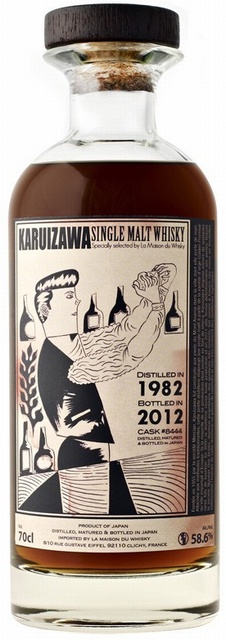 KARUIZAWA SINGLE MALT WHISKY
Specially selected by La Maison du Whisky
DISTILLED IN
1982
BOTTLED IN
2012
CASK #8444
DISTILLED, MATURED
& BOTTLED IN JAPAN
70cl
PRODUCT OF JAPAN
DISTILLED, MATURED & BOTTLED IN JAPAN
IMPORTED BY LA MAISON DU WHISKY
8/10 RUE GUSTAVE EIFFEL 92110 CLICHY, FRANCE
58.6%